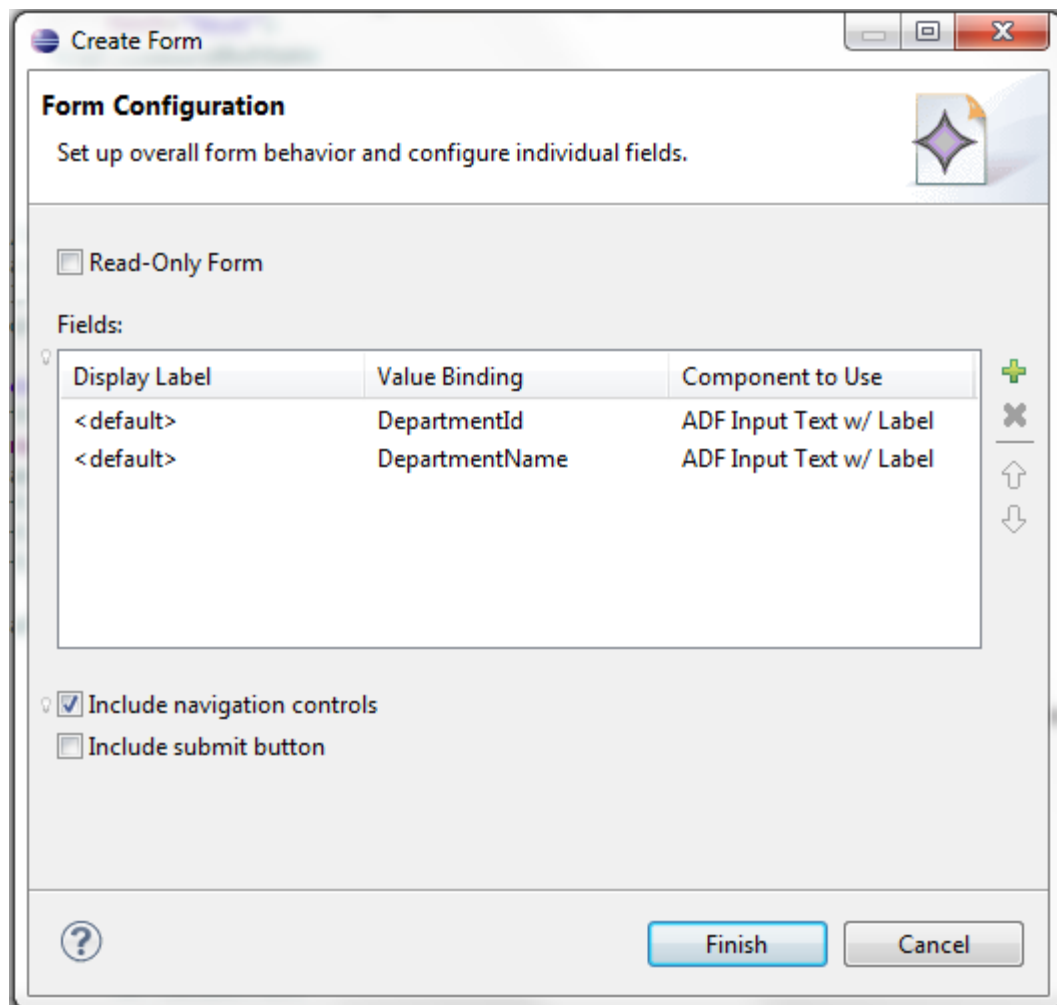 Create Form
Form Configuration
Set up overall form behavior and configure individual fields.
Read-Only Form
Fields:
Display Label Value Binding Component to Use
<default> DepartmentId ADF Input Text w/ Label
<default> DepartmentName ADF Input Text w/ Label
Include navigation controls
Include submit button
Finish Cancel